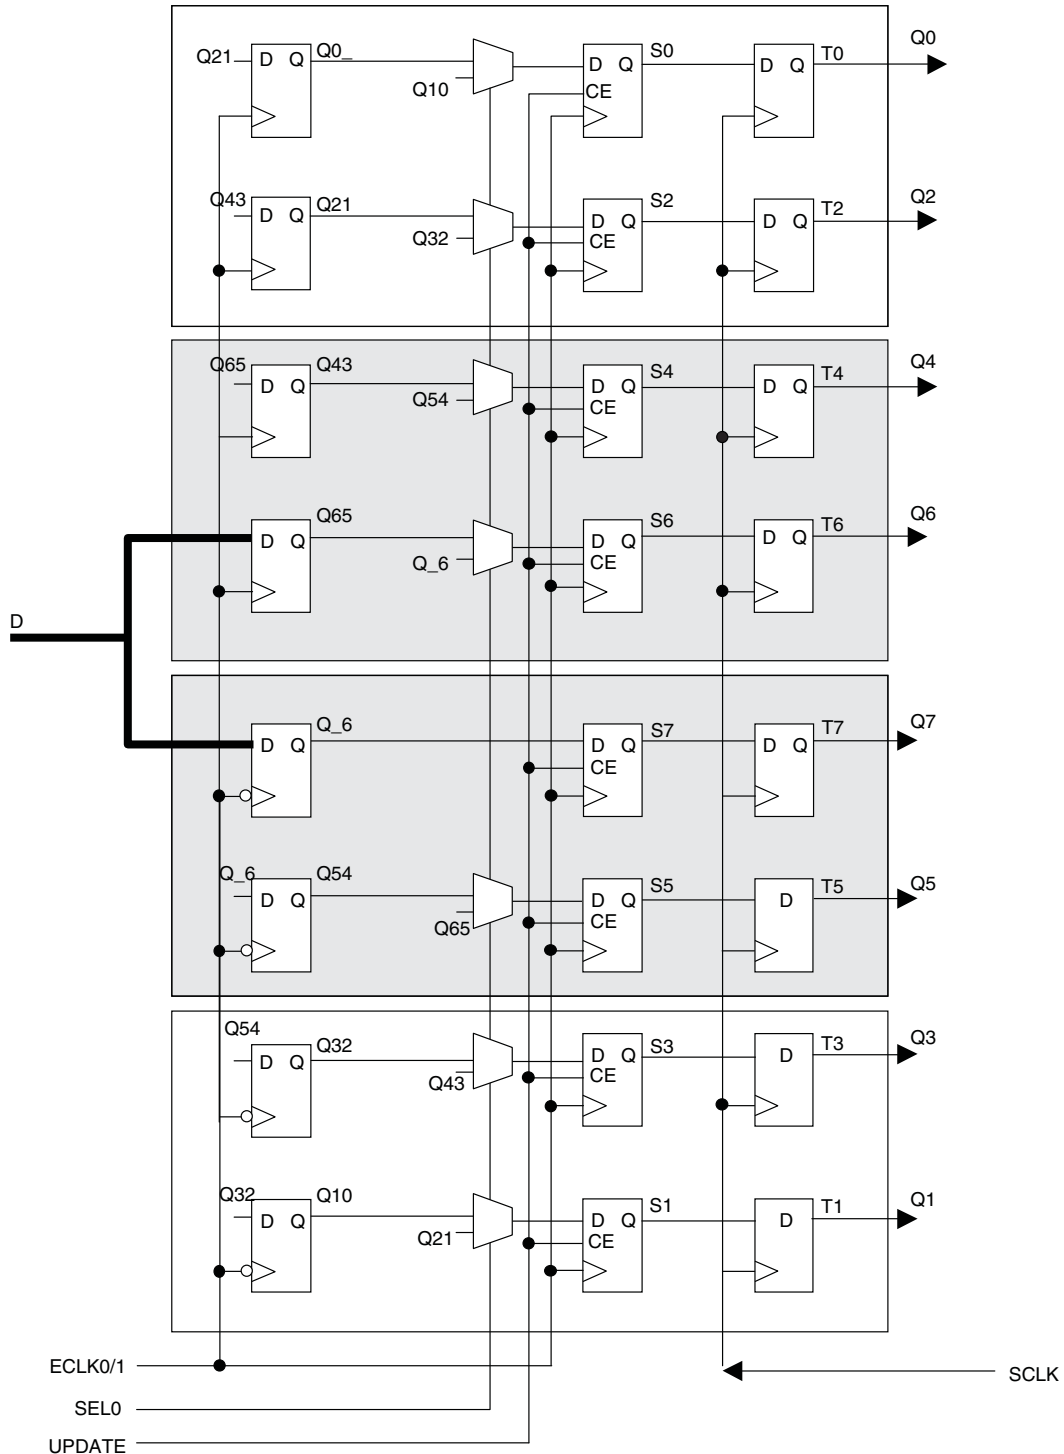 Q21 D Q Q0_ Q10 D Q CE S0 D Q T0 Q0
Q43 D Q Q21 Q32 D Q CE S2 D Q T2 Q2
Q65 D Q Q43 Q54 D Q CE S4 D Q T4 Q4
D Q Q65 Q_6 D Q CE S6 D Q T6 Q6
D
D Q Q_6 D Q CE S7 D Q T7 Q7
Q_6 D Q Q54 Q65 D Q CE S5 D T5 Q5
Q54 D Q Q32 Q43 D Q CE S3 D T3 Q3
Q32 D Q Q10 Q21 D Q CE S1 D T1 Q1
ECLK0/1
SCLK
SEL0
UPDATE